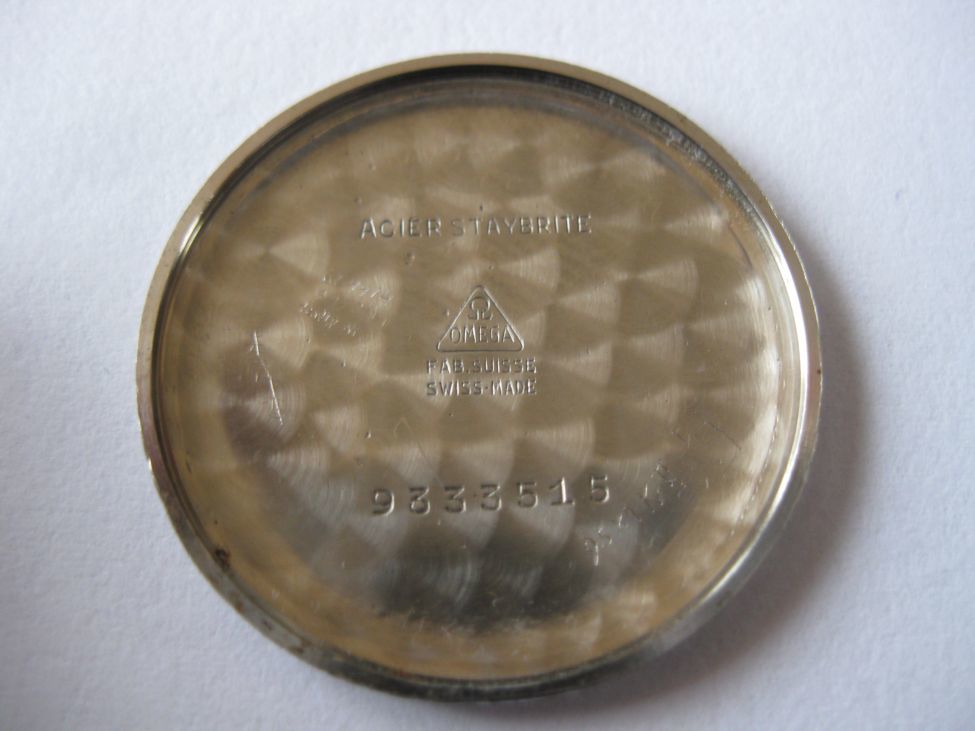 ACIER STAYBRITE
Ω
OMEGA
FAB. SUISSE
SWISS-MADE
9333515